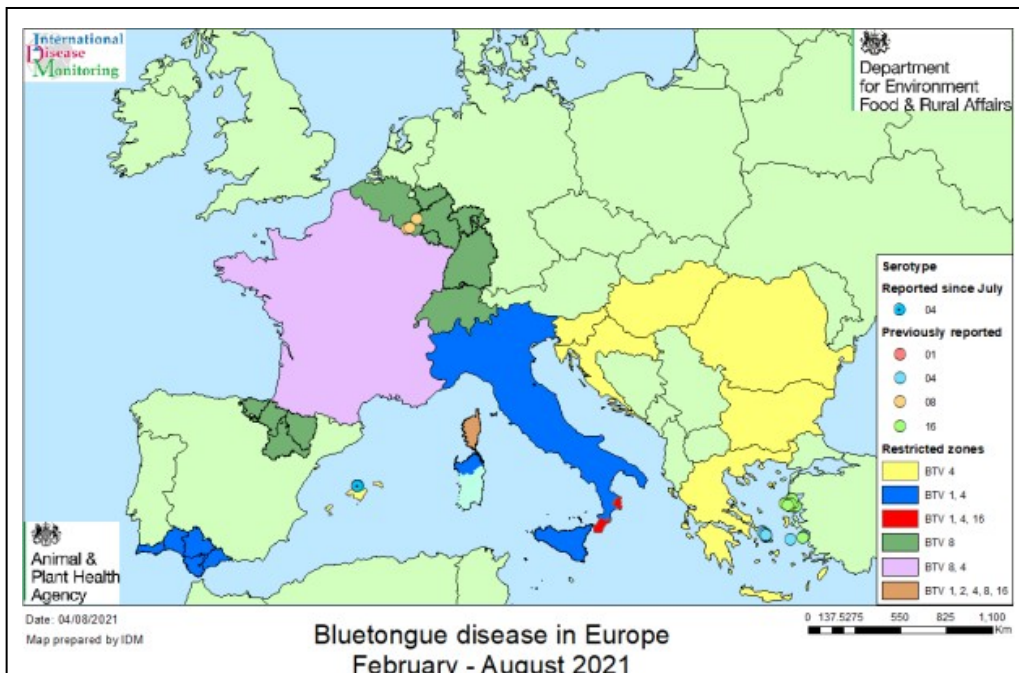 International
Disease
Monitoring
Department
for Environment
Food & Rural Affairs
Serotype
Reported since July
04
Previously reported
01
04
08
16
Restricted zones
BTV 4
BTV 1, 4
BTV 1, 4, 16
BTV 8
BTV 8, 4
BTV 1, 2, 4, 8, 16
Animal &
Plant Health
Agency
Date: 04/08/2021
Map prepared by IDM
0 137.5275 550 825 1,100
Km
Bluetongue disease in Europe
February - August 2021